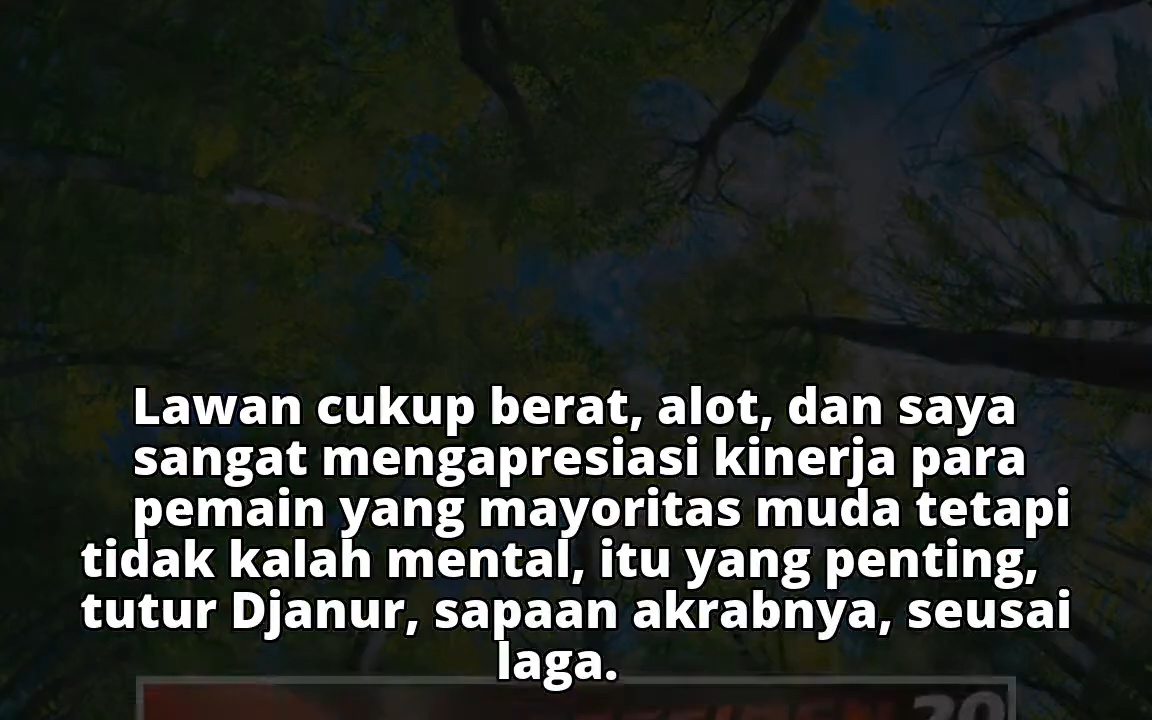 Lawan cukup berat, alot, dan saya
sangat mengapresiasi kinerja para
pemain yang mayoritas muda tetapi
tidak kalah mental, itu yang penting,
tutur Djanur, sapaan akrabnya, seusai
laga.